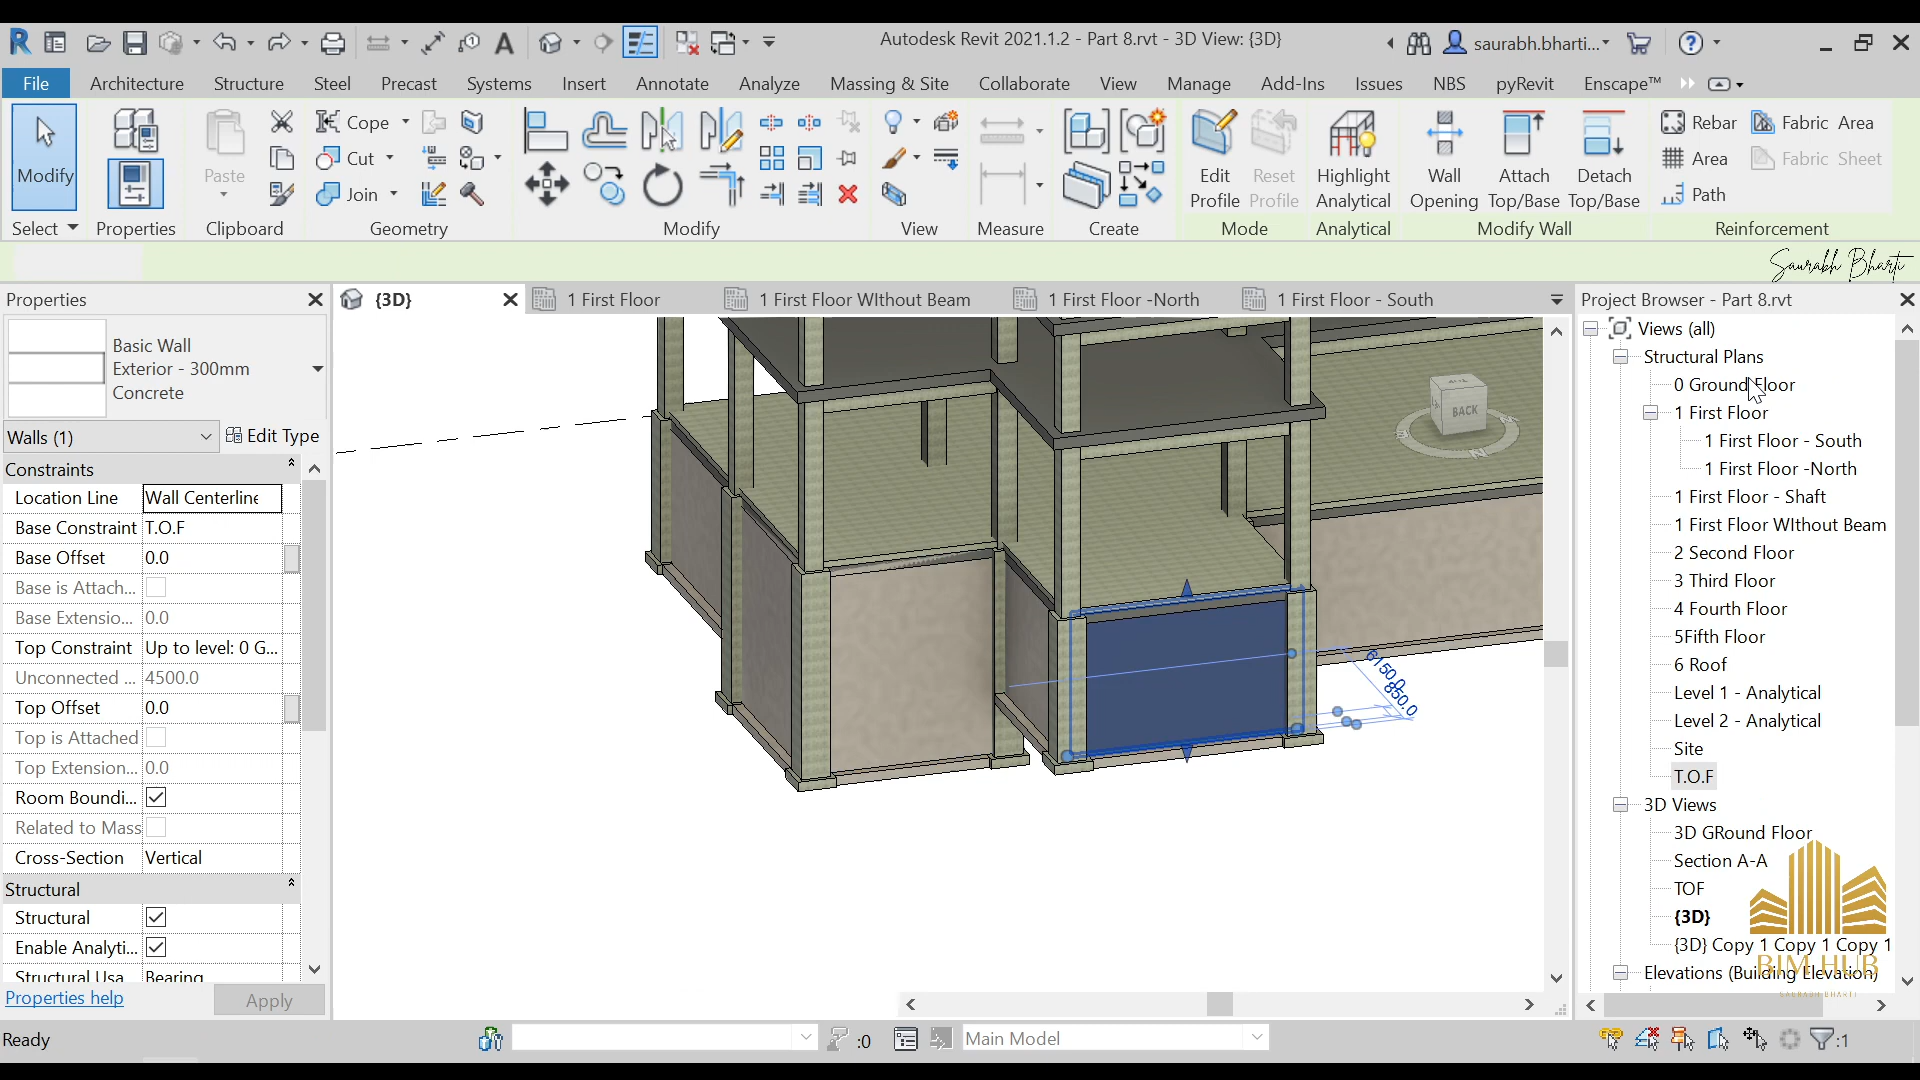 Autodesk Revit 2021.1.2 - Part 8.rvt - 3D View: {3D}
saurabh.bharti...
File Architecture Structure Steel Precast Systems Insert Annotate Analyze Massing & Site Collaborate View Manage Add-Ins Issues NBS pyRevit Enscape™
Modify
Paste
Cope
Cut
Join
Edit Profile
Reset Profile
Highlight Analytical
Wall Opening
Attach Top/Base
Detach Top/Base
Rebar
Area
Path
Fabric Area
Fabric Sheet
Select Properties Clipboard Geometry Modify View Measure Create Mode Analytical Modify Wall Reinforcement
Saurabh Bharti
Properties
{3D}
1 First Floor
1 First Floor WIthout Beam
1 First Floor -North
1 First Floor - South
Project Browser - Part 8.rvt
Basic Wall
Exterior - 300mm
Concrete
Walls (1)
Edit Type
Constraints
Location Line Wall Centerline
Base Constraint T.O.F
Base Offset 0.0
Base is Attach...
Base Extensio... 0.0
Top Constraint Up to level: 0 G...
Unconnected ... 4500.0
Top Offset 0.0
Top is Attached
Top Extension... 0.0
Room Boundi...
Related to Mass
Cross-Section Vertical
Structural
Structural
Enable Analyti...
Structural Usa Bearing
Properties help
Apply
BACK
6150.0
850.0
Views (all)
Structural Plans
0 Ground Floor
1 First Floor
1 First Floor - South
1 First Floor -North
1 First Floor - Shaft
1 First Floor WIthout Beam
2 Second Floor
3 Third Floor
4 Fourth Floor
5Fifth Floor
6 Roof
Level 1 - Analytical
Level 2 - Analytical
Site
T.O.F
3D Views
3D GRound Floor
Section A-A
TOF
{3D}
{3D} Copy 1 Copy 1 Copy 1
Elevations (Building Elevation)
BIM HUB
SAURABH BHARTI
Ready
:0
Main Model
:1